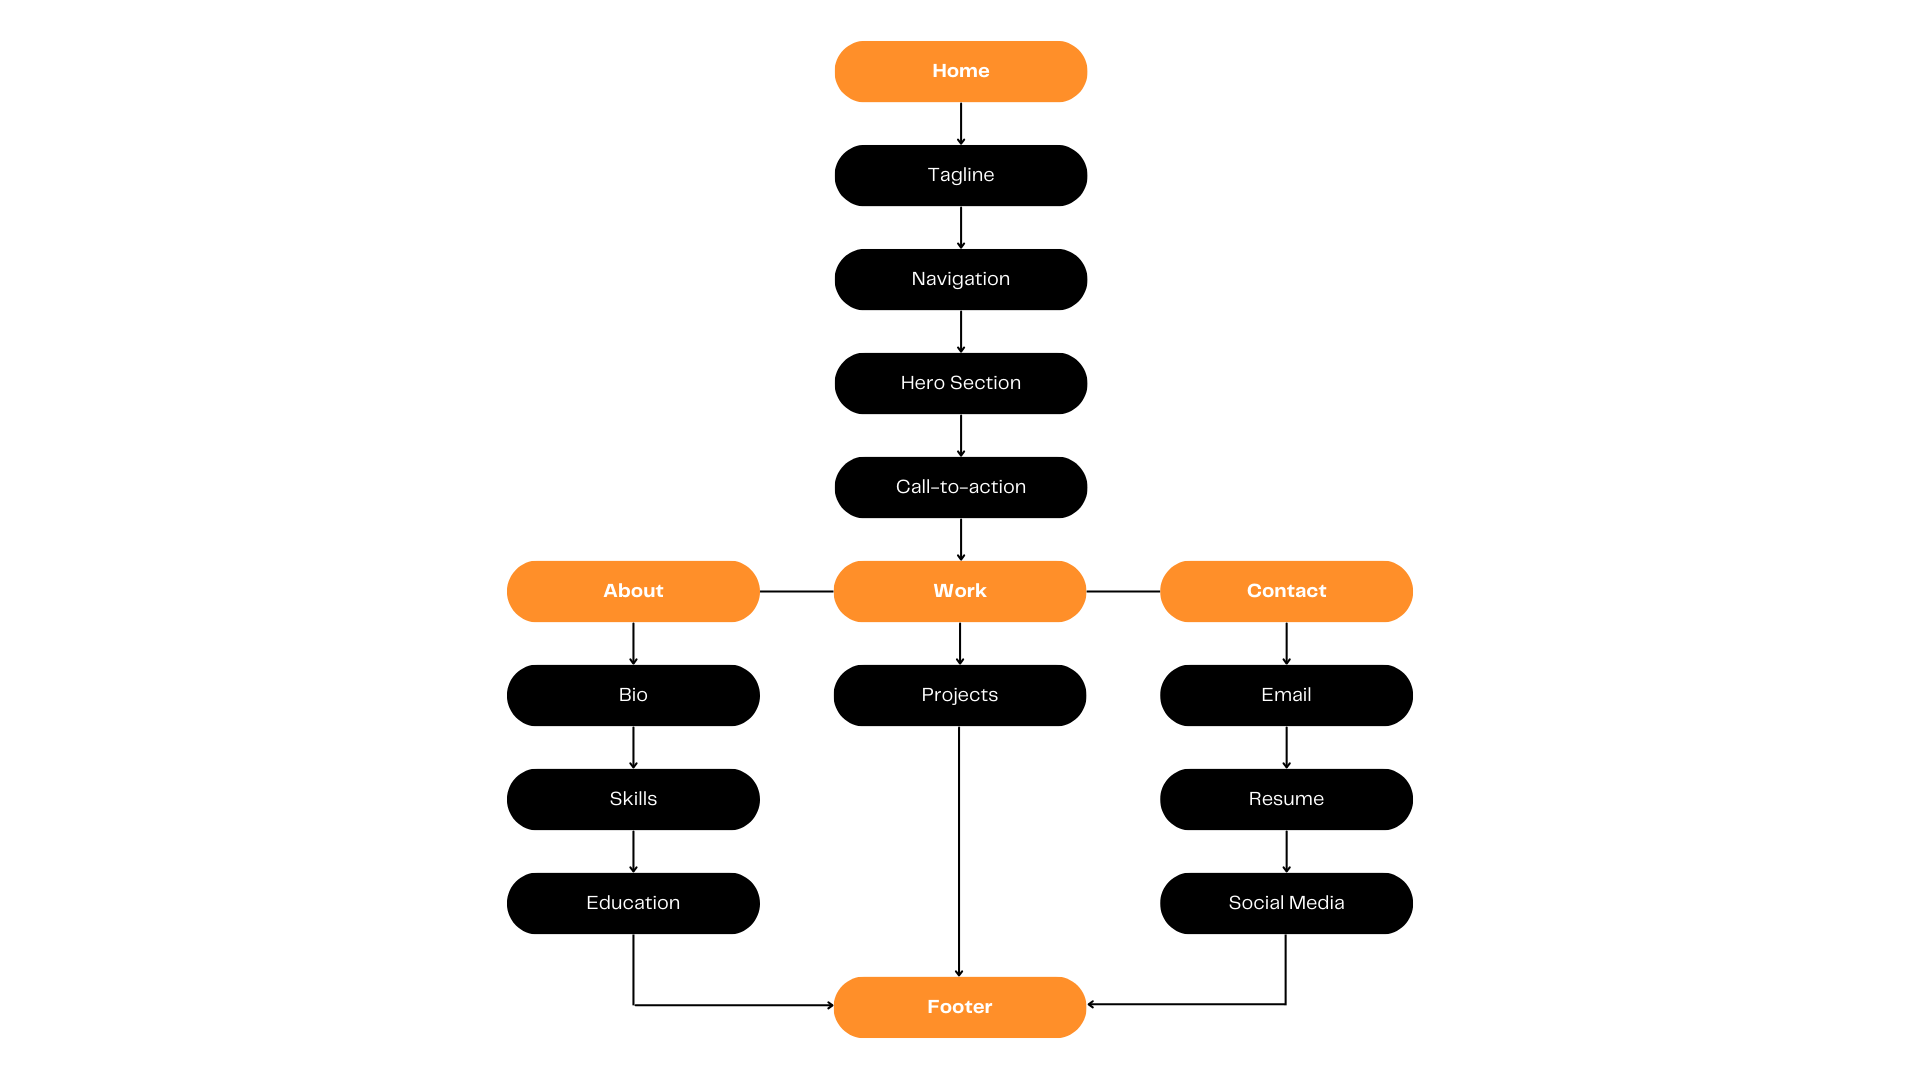 Home
Tagline
Navigation
Hero Section
Call-to-action
About
Work
Contact
Bio
Projects
Email
Skills
Resume
Education
Social Media
Footer